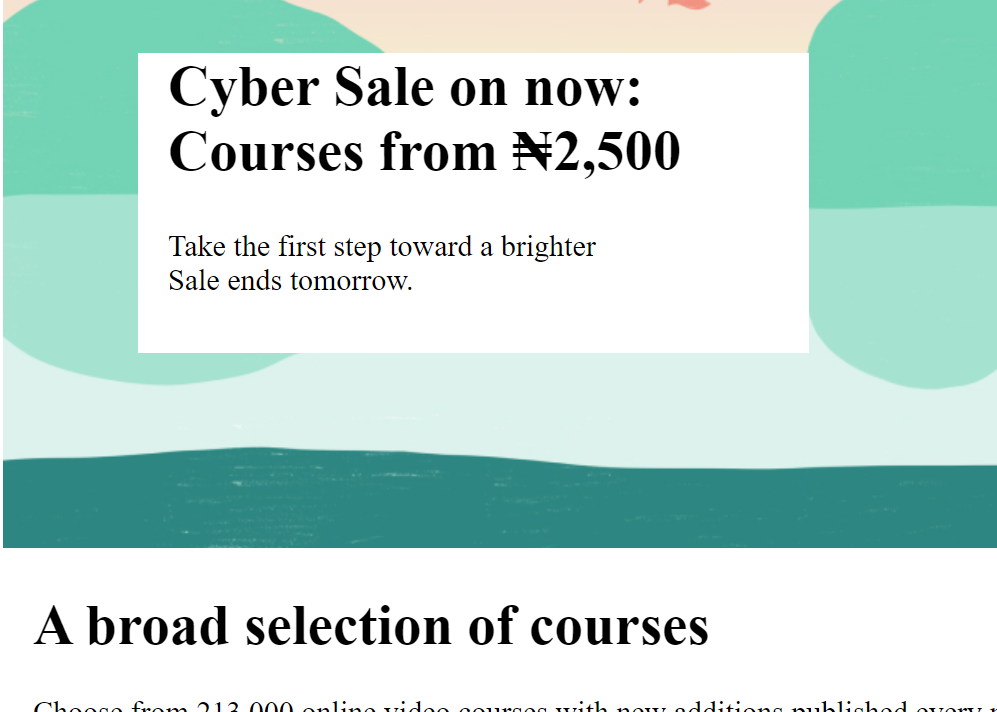 Cyber Sale on now:
Courses from ₦2,500
Take the first step toward a brighter
Sale ends tomorrow.
A broad selection of courses
Choose from 213,000 online video courses with new additions published every